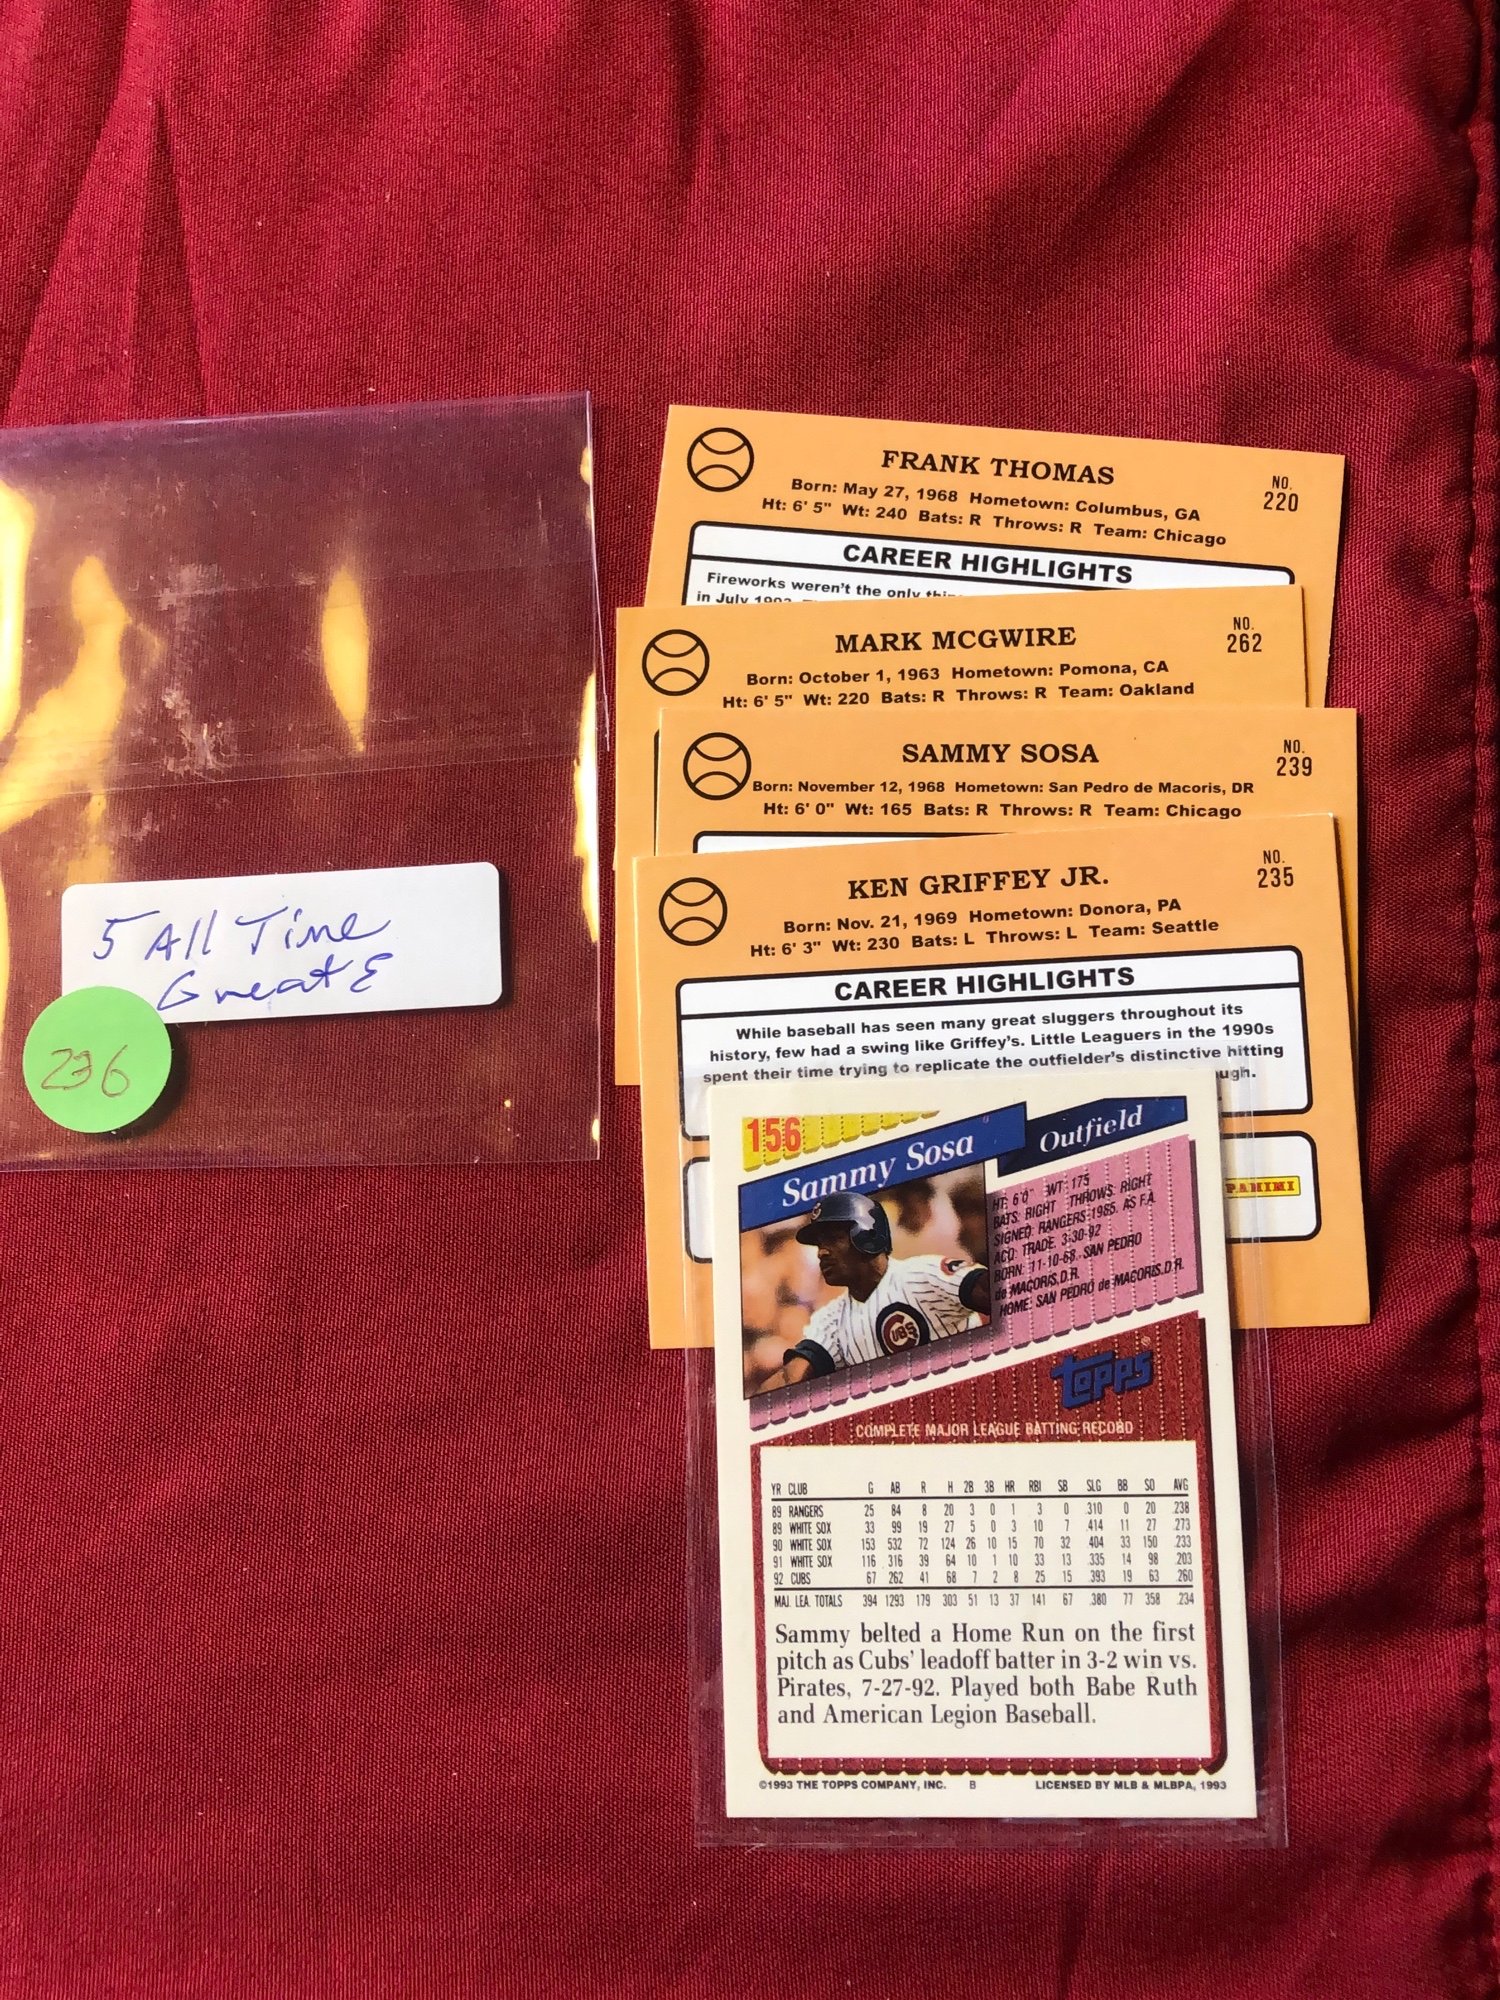 5 All Time
Great E
236
FRANK THOMAS
NO.
220
Born: May 27, 1968 Hometown: Columbus, GA
Ht: 6' 5" Wt: 240 Bats: R Throws: R Team: Chicago
CAREER HIGHLIGHTS
Fireworks weren't the only
in July
MARK MCGWIRE
NO.
262
Born: October 1, 1963 Hometown: Pomona, CA
Ht: 6' 5" Wt: 220 Bats: R Throws: R Team: Oakland
SAMMY SOSA
NO.
239
Born: November 12, 1968 Hometown: San Pedro de Macoris, DR
Ht: 6' 0" Wt: 165 Bats: R Throws: R Team: Chicago
KEN GRIFFEY JR.
NO.
235
Born: Nov. 21, 1969 Hometown: Donora, PA
Ht: 6' 3" Wt: 230 Bats: L Throws: L Team: Seattle
CAREER HIGHLIGHTS
While baseball has seen many great sluggers throughout its
history, few had a swing like Griffey's. Little Leaguers in the 1990s
spent their time trying to replicate the outfielder's distinctive hitting
ugh.
PANINI
156
Sammy Sosa
Outfield
HT: 6'0" WT: 175
BATS: RIGHT THROWS: RIGHT
SIGNED: RANGERS-1985, AS F.A.
ACQ: TRADE, 3-30-92
BORN: 11-10-68, SAN PEDRO
de MACORIS, D.R.
HOME: SAN PEDRO de MACORIS, D.R.
CUBS
Topps®
COMPLETE MAJOR LEAGUE BATTING RECORD
YR CLUB G AB R H 2B 3B HR RBI SB SLG BB SO AVG
89 RANGERS 25 84 8 20 3 0 1 3 0 .310 0 20 .238
89 WHITE SOX 33 99 19 27 5 0 3 10 7 .414 11 27 .273
90 WHITE SOX 153 532 72 124 26 10 15 70 32 .404 33 150 .233
91 WHITE SOX 116 316 39 64 10 1 10 33 13 .335 14 98 .203
92 CUBS 67 262 41 68 7 2 8 25 15 .393 19 63 .260
MAJ. LEA. TOTALS 394 1293 179 303 51 13 37 141 67 .380 77 358 .234
Sammy belted a Home Run on the first
pitch as Cubs' leadoff batter in 3-2 win vs.
Pirates, 7-27-92. Played both Babe Ruth
and American Legion Baseball.
©1993 THE TOPPS COMPANY, INC. B LICENSED BY MLB & MLBPA, 1993